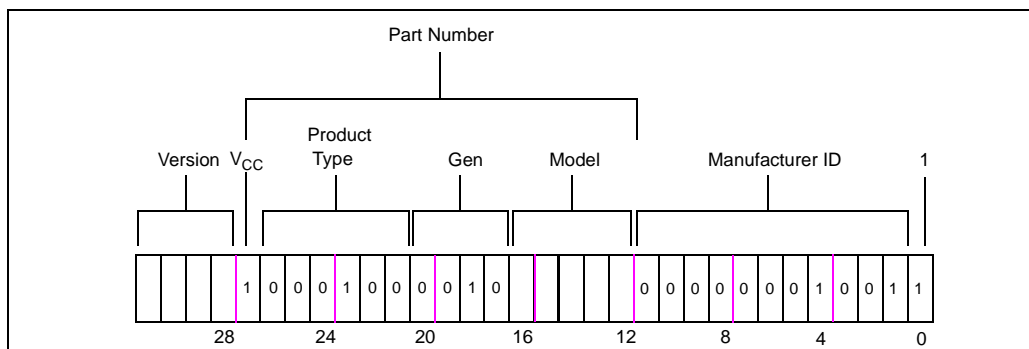 Part Number
Product
Version VCC Type Gen Model Manufacturer ID 1
1 0 0 0 1 0 0 0 0 1 0 0 0 0 0 0 0 0 1 0 0 1 1
28 24 20 16 12 8 4 0